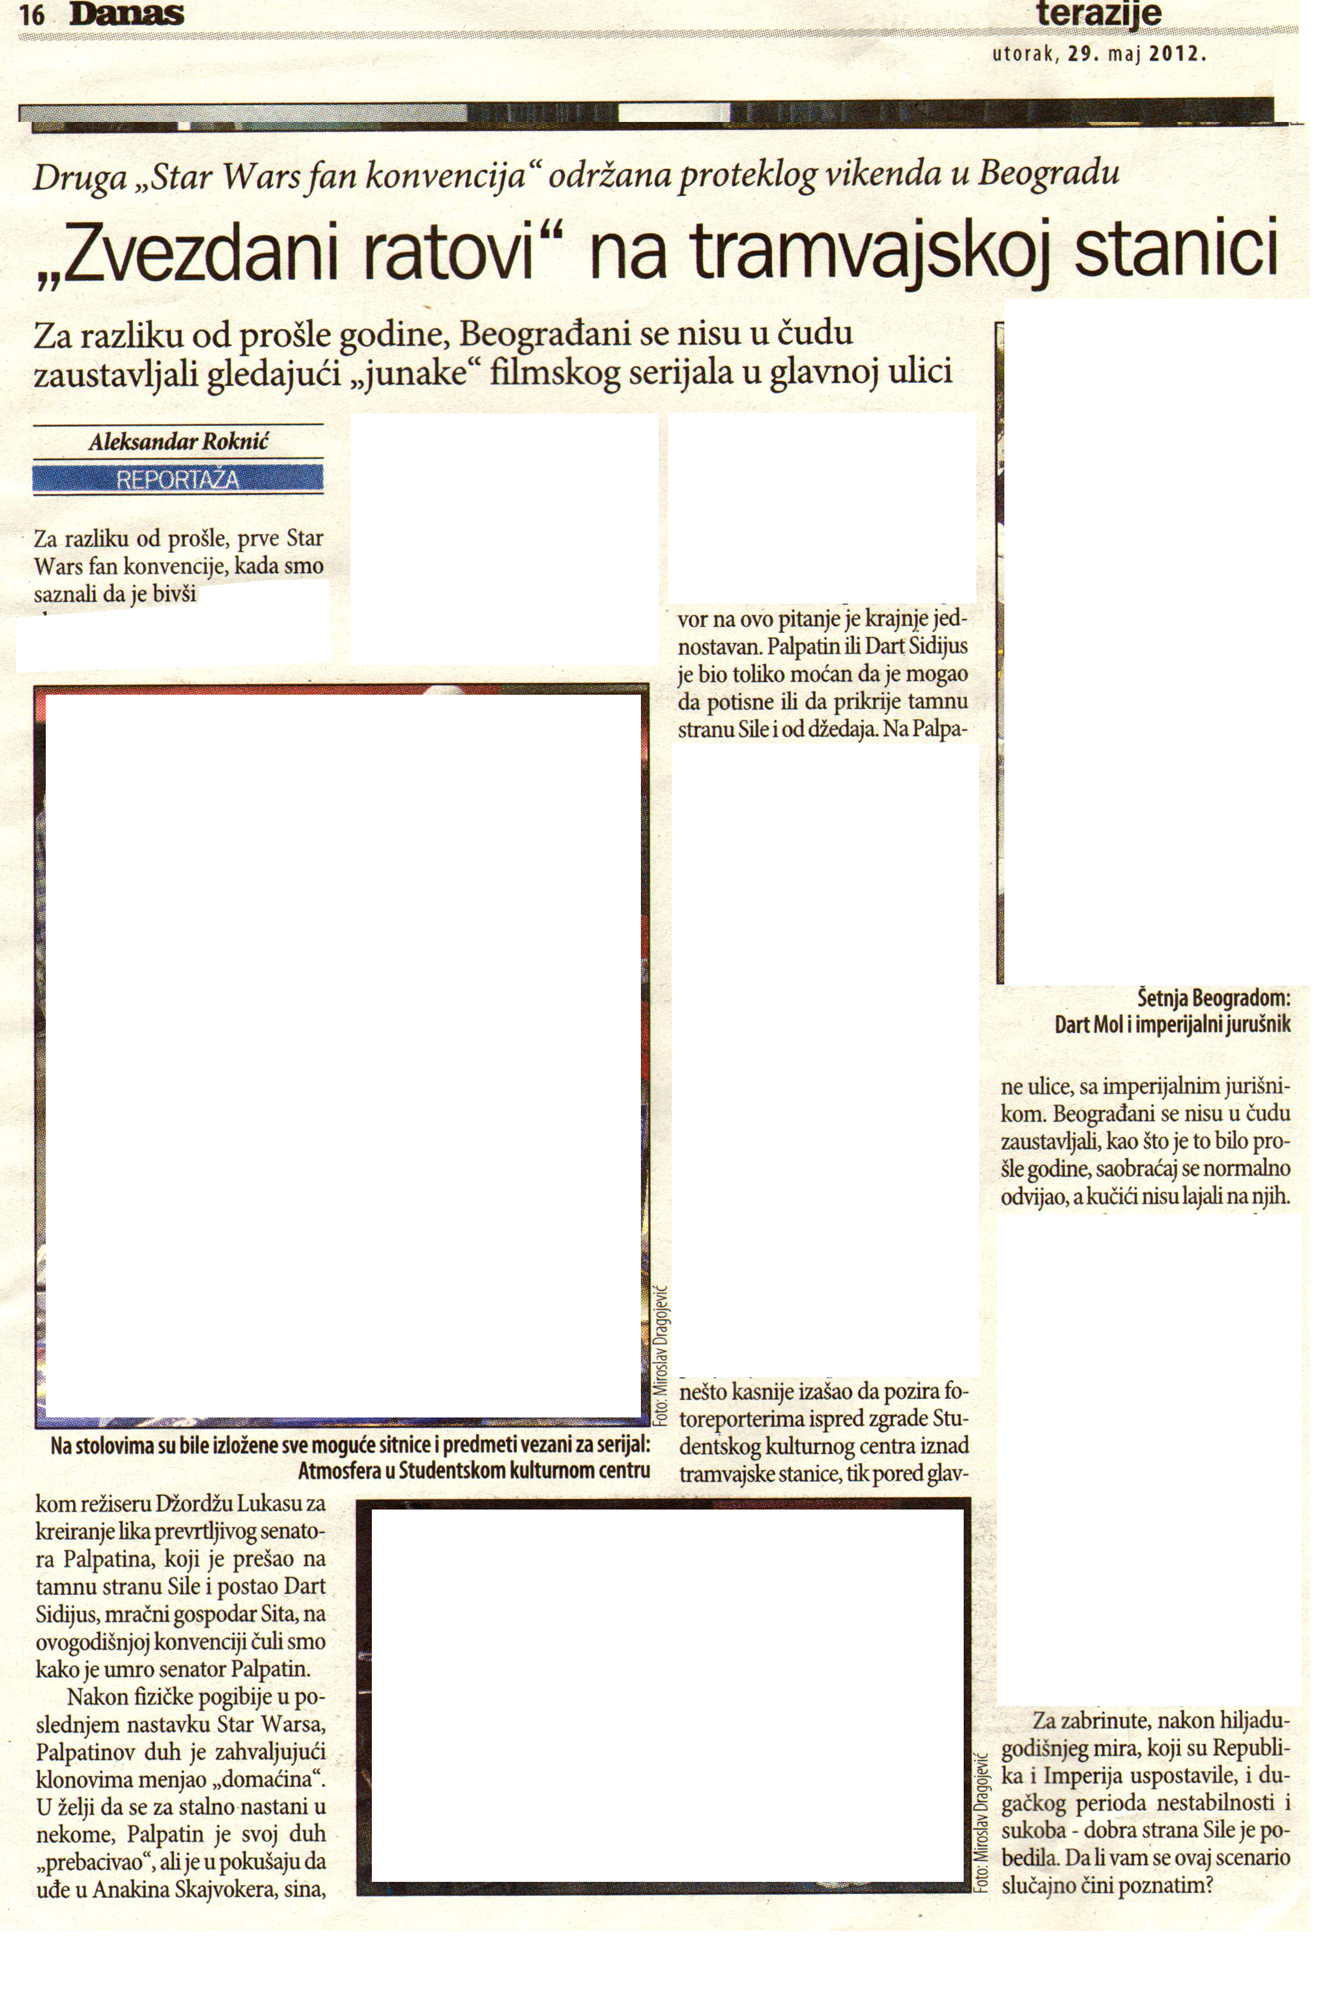 16 Danas
terazije
utorak, 29. maj 2012.
Druga „Star Wars fan konvencija“ održana proteklog vikenda u Beogradu
„Zvezdani ratovi“ na tramvajskoj stanici
Za razliku od prošle godine, Beograđani se nisu u čudu
zaustavljali gledajući „junake“ filmskog serijala u glavnoj ulici
Aleksandar Roknić
REPORTAŽA
Za razliku od prošle, prve Star
Wars fan konvencije, kada smo
saznali da je bivši
Foto: Miroslav Dragojević
Na stolovima su bile izložene sve moguće sitnice i predmeti vezani za serijal:
Atmosfera u Studentskom kulturnom centru
kom režiseru Džordžu Lukasu za
kreiranje lika prevrtljivog senato-
ra Palpatina, koji je prešao na
tamnu stranu Sile i postao Dart
Sidijus, mračni gospodar Sita, na
ovogodišnjoj konvenciji čuli smo
kako je umro senator Palpatin.
Nakon fizičke pogibije u po-
slednjem nastavku Star Warsa,
Palpatinov duh je zahvaljujući
klonovima menjao „domaćina“.
U želji da se za stalno nastani u
nekome, Palpatin je svoj duh
„prebacivao“, ali je u pokušaju da
uđe u Anakina Skajvokera, sina,
vor na ovo pitanje je krajnje jed-
nostavan. Palpatin ili Dart Sidijus
je bio toliko moćan da je mogao
da potisne ili da prikrije tamnu
stranu Sile i od džedaja. Na Palpa-
nešto kasnije izašao da pozira fo-
toreporterima ispred zgrade Stu-
dentskog kulturnog centra iznad
tramvajske stanice, tik pored glav-
Foto: Miroslav Dragojević
Šetnja Beogradom:
Dart Mol i imperijalni jurušnik
ne ulice, sa imperijalnim jurišni-
kom. Beograđani se nisu u čudu
zaustavljali, kao što je to bilo pro-
šle godine, saobraćaj se normalno
odvijao, a kučići nisu lajali na njih.
Za zabrinute, nakon hiljadu-
godišnjeg mira, koji su Republi-
ka i Imperija uspostavile, i du-
gačkog perioda nestabilnosti i
sukoba - dobra strana Sile je po-
bedila. Da li vam se ovaj scenario
slučajno čini poznatim?